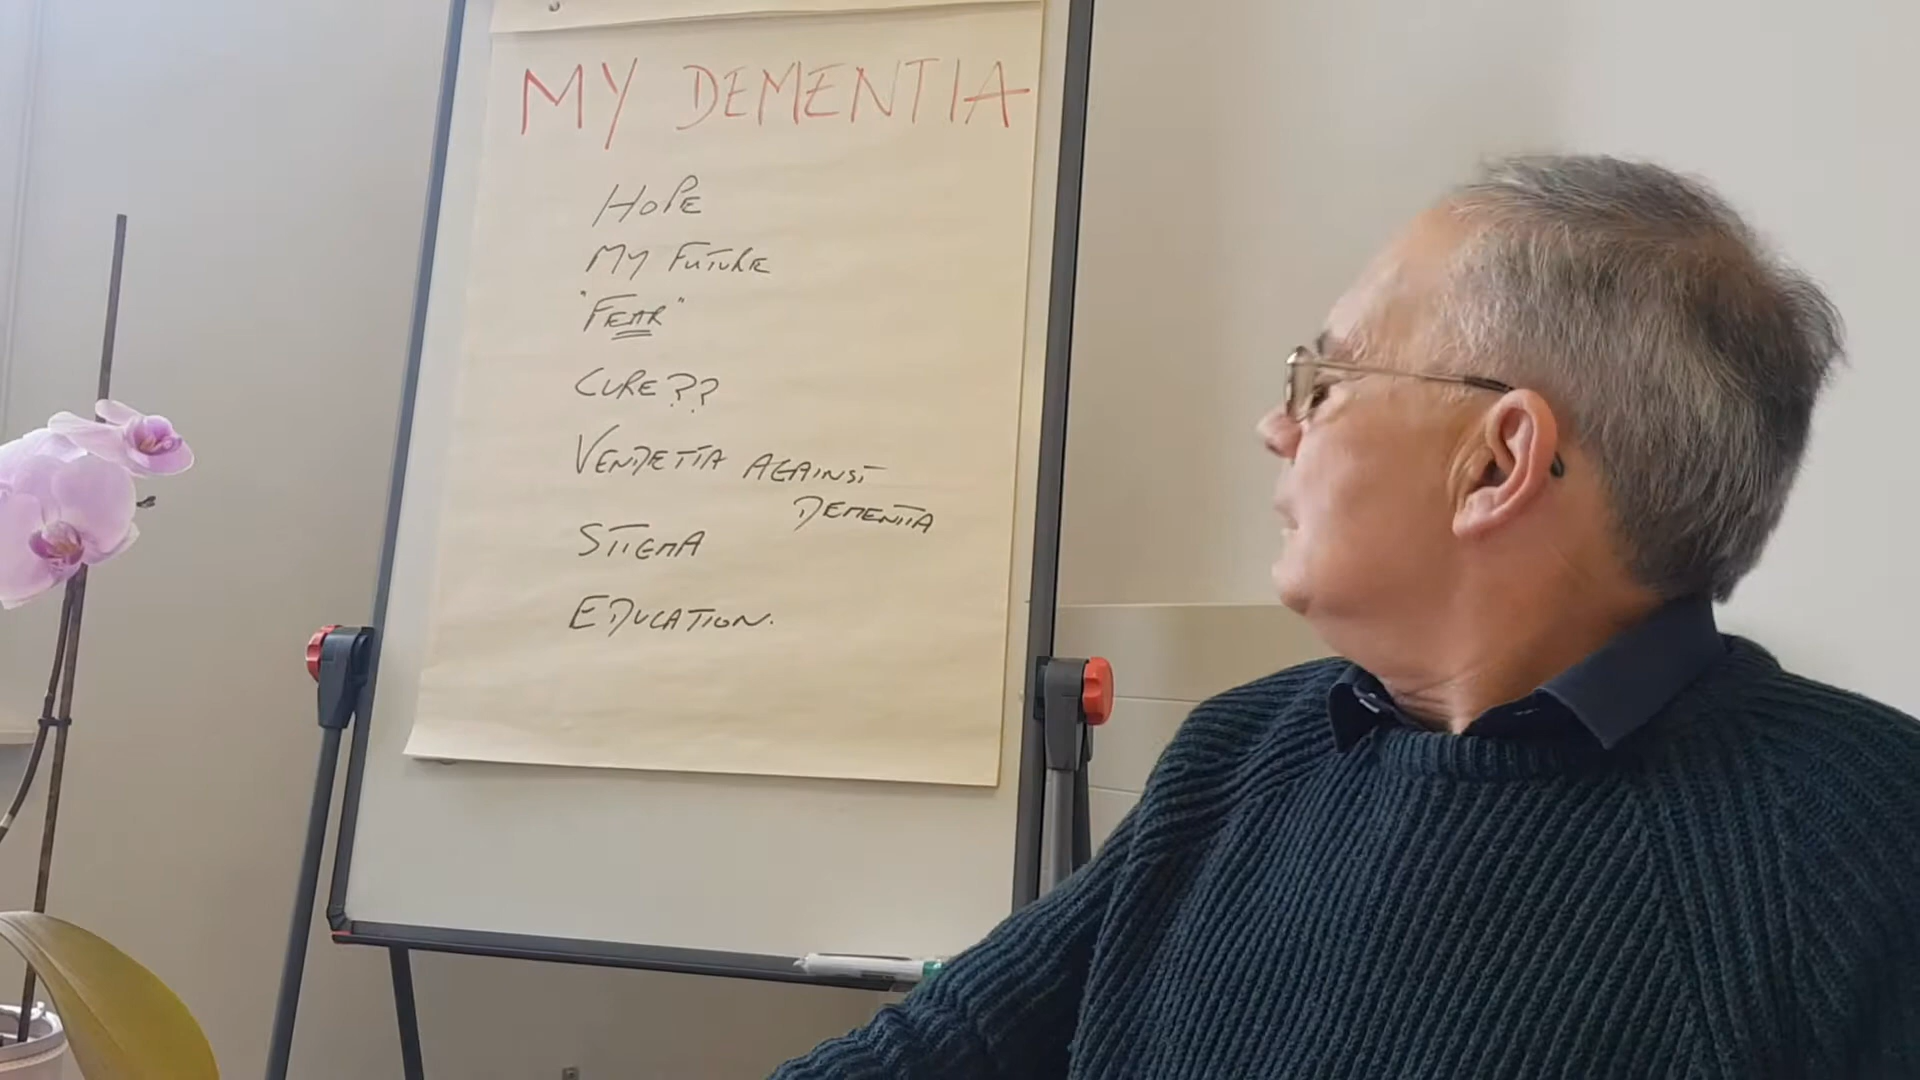 MY DEMENTIA
HOPE
MY FUTURE
"FEAR"
CURE??
VENDETTA AGAINST
DEMENTIA
STIGMA
EDUCATION.